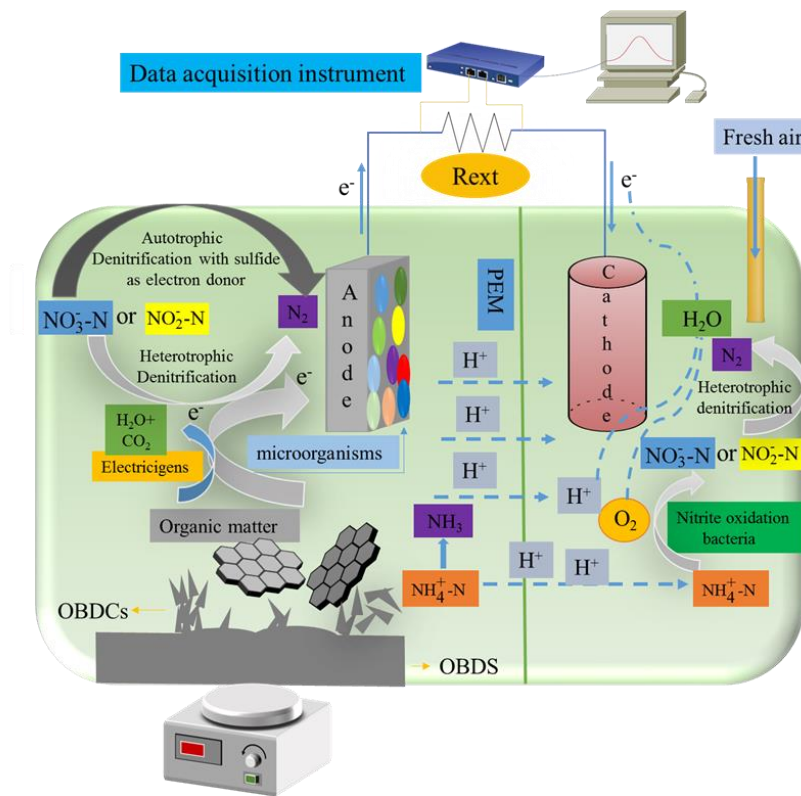 Data acquisition instrument
Rext
Fresh air
e⁻
e⁻
Autotrophic
Denitrification with sulfide
as electron donor
NO₃⁻-N or NO₂⁻-N
N₂
Heterotrophic
Denitrification
e⁻
e⁻
H₂O+
CO₂
Electricigens
Organic matter
Anode
microorganisms
PEM
H⁺
H⁺
H⁺
H⁺
H⁺
H⁺
Cathode
H₂O
N₂
Heterotrophic
denitrification
NO₃⁻-N or NO₂⁻-N
O₂
Nitrite oxidation
bacteria
NH₃
NH₄⁺-N
NH₄⁺-N
OBDCs
OBDS